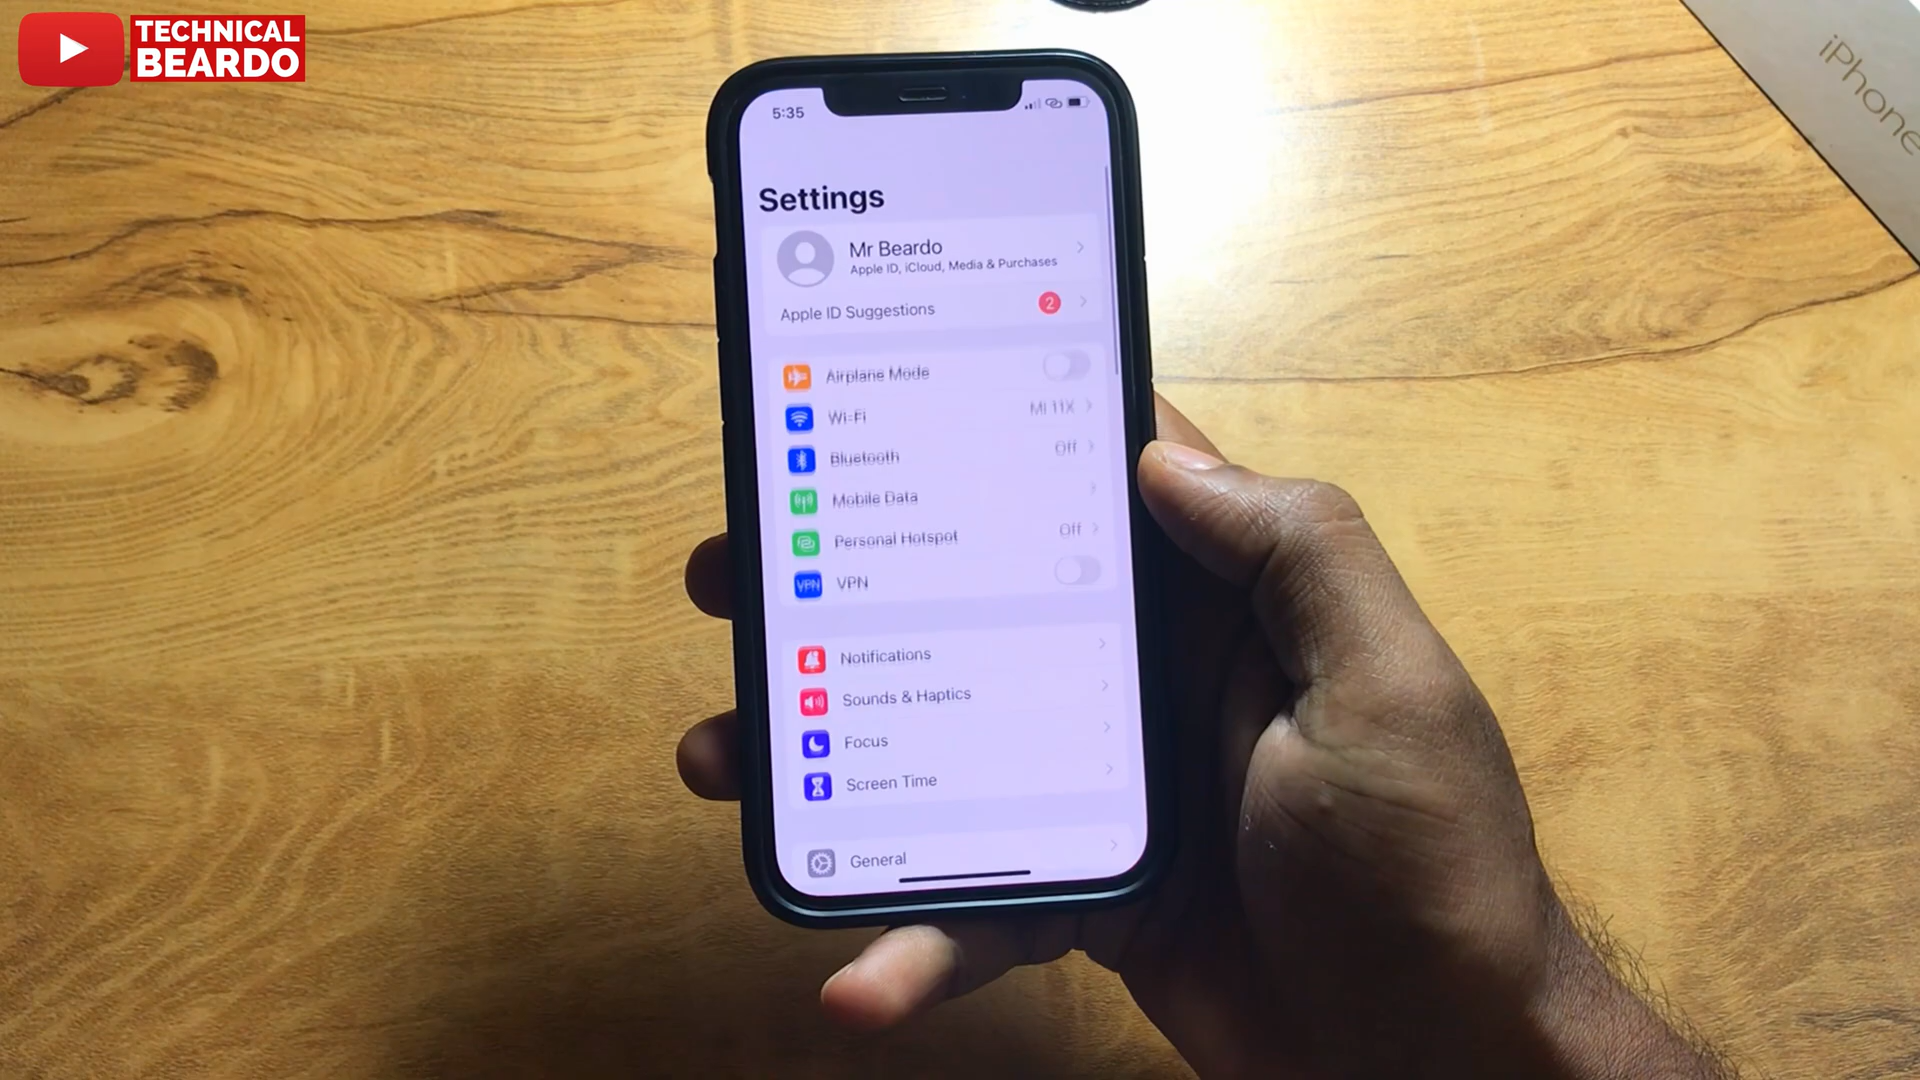 TECHNICAL
BEARDO
iPhone
5:35
Settings
Mr Beardo
Apple ID, iCloud, Media & Purchases
Apple ID Suggestions
2
Airplane Mode
Wi-Fi
MI 11X
Bluetooth
Off
Mobile Data
Personal Hotspot
Off
VPN
VPN
Notifications
Sounds & Haptics
Focus
Screen Time
General